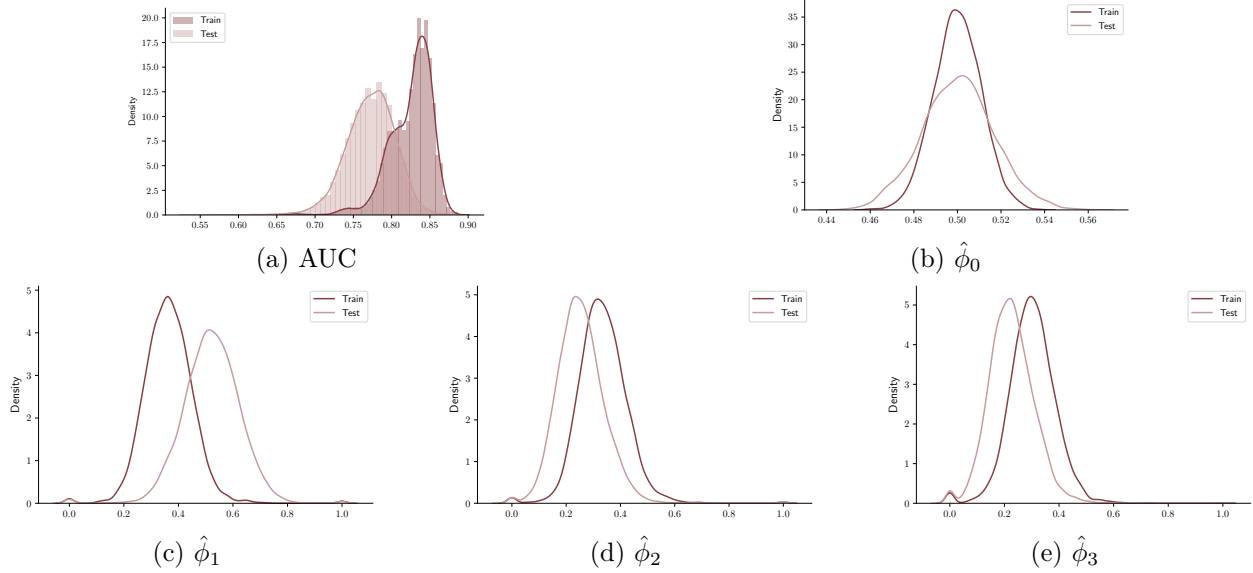 Train
Test
Density
20.0
17.5
15.0
12.5
10.0
7.5
5.0
2.5
0.0
0.55 0.60 0.65 0.70 0.75 0.80 0.85 0.90
(a) AUC
Train
Test
Density
35
30
25
20
15
10
5
0
0.44 0.46 0.48 0.50 0.52 0.54 0.56
(b) $\hat{\phi}_0$
Train
Test
Density
5
4
3
2
1
0
0.0 0.2 0.4 0.6 0.8 1.0
(c) $\hat{\phi}_1$
Train
Test
Density
5
4
3
2
1
0
0.0 0.2 0.4 0.6 0.8 1.0
(d) $\hat{\phi}_2$
Train
Test
Density
5
4
3
2
1
0
0.0 0.2 0.4 0.6 0.8 1.0
(e) $\hat{\phi}_3$